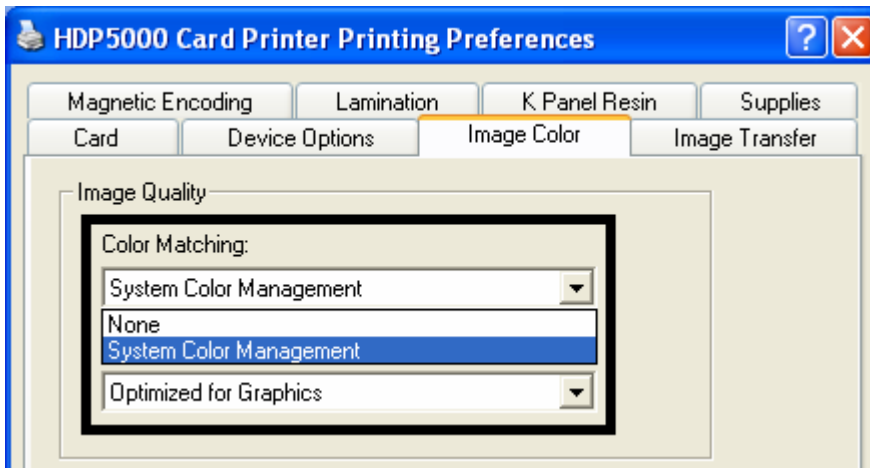 HDP5000 Card Printer Printing Preferences
Magnetic Encoding Lamination K Panel Resin Supplies
Card Device Options Image Color Image Transfer
Image Quality
Color Matching:
System Color Management
None
System Color Management
Optimized for Graphics